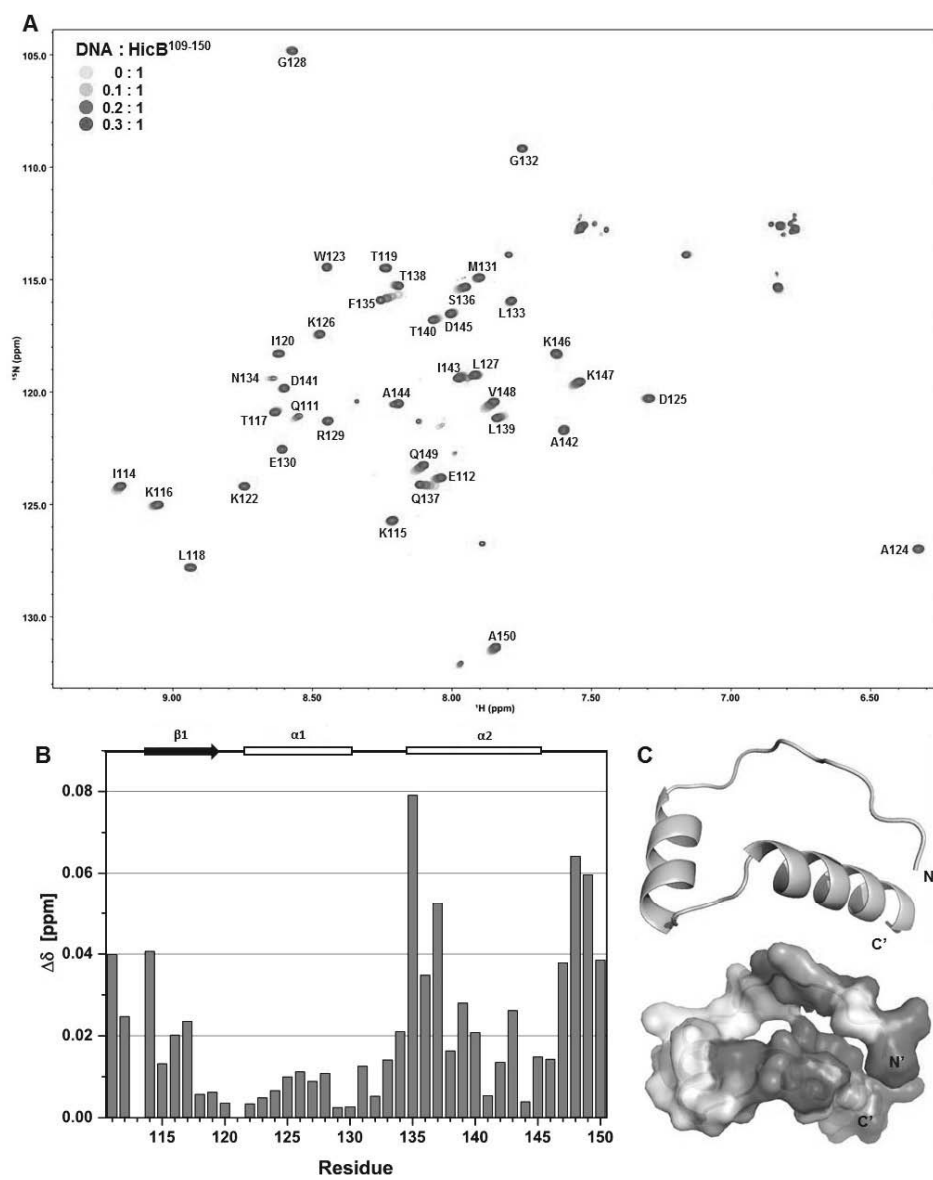 A
DNA : HicB109-150
0 : 1
0.1 : 1
0.2 : 1
0.3 : 1
105.0
110.0
115.0
120.0
125.0
130.0
¹⁵N (ppm)
G128
G132
W123
T119
T138
M131
F135
S136
L133
K126
T140
D145
I120
K146
N134
D141
I143
L127
K147
T117
Q111
A144
V148
D125
R129
L139
A142
E130
Q149
I114
E112
K116
K122
Q137
K115
L118
A124
A150
9.00
8.50
8.00
7.50
7.00
6.50
¹H (ppm)
B
β1
α1
α2
0.08
0.06
0.04
0.02
0.00
Δδ [ppm]
115
120
125
130
135
140
145
150
Residue
C
N
C'
N'
C'